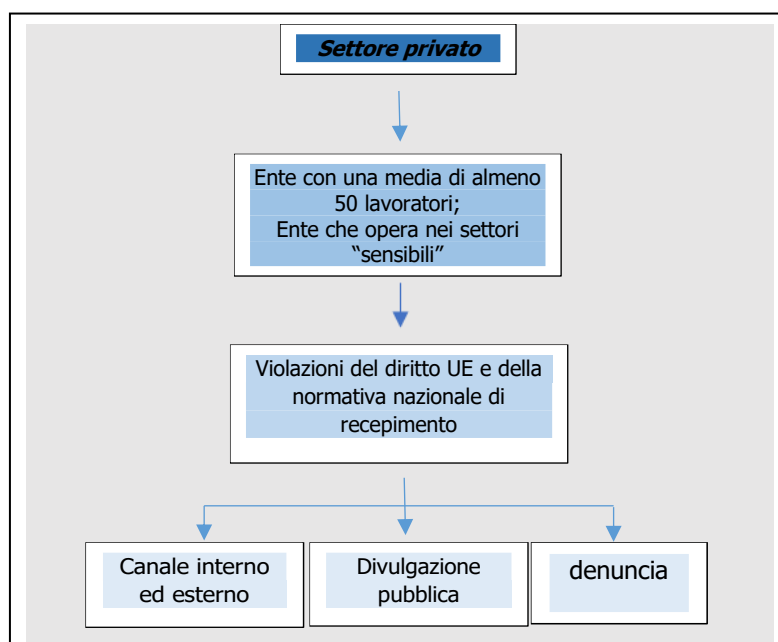 Settore privato
Ente con una media di almeno
50 lavoratori;
Ente che opera nei settori
“sensibili”
Violazioni del diritto UE e della
normativa nazionale di
recepimento
Canale interno
ed esterno
Divulgazione
pubblica
denuncia